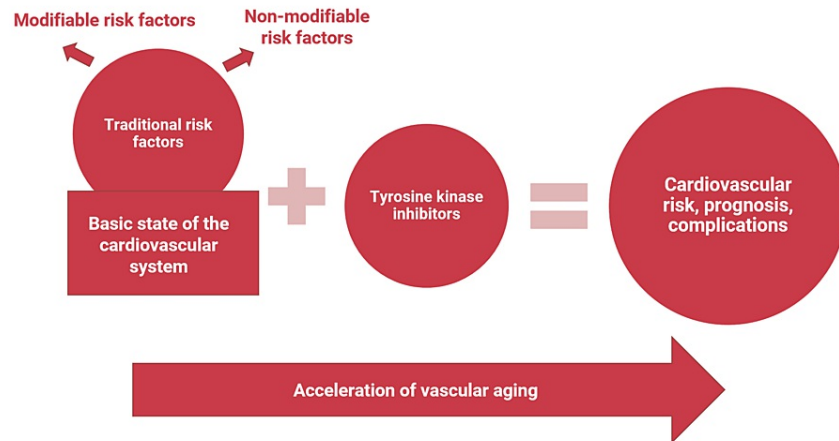 Modifiable risk factors
Non-modifiable
risk factors
Traditional risk
factors
Basic state of the
cardiovascular
system
Tyrosine kinase
inhibitors
Cardiovascular
risk, prognosis,
complications
Acceleration of vascular aging